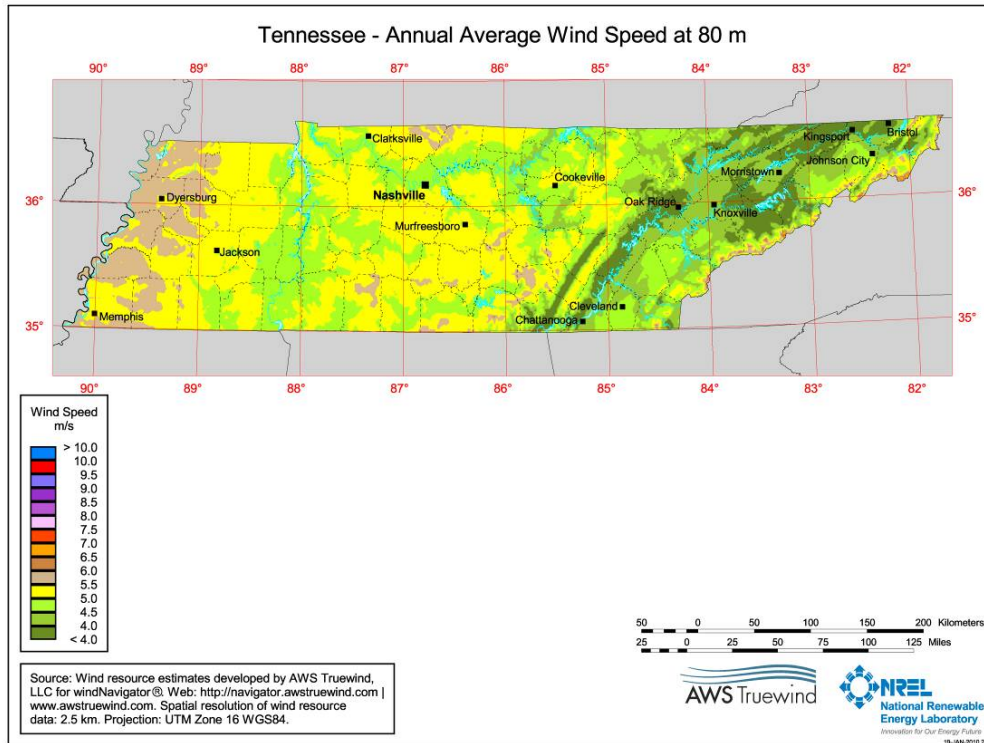 Tennessee - Annual Average Wind Speed at 80 m
90° 89° 88° 87° 86° 85° 84° 83° 82°
Clarksville
Kingsport
Bristol
Johnson City
Cookeville
Morristown
Nashville
36°
Dyersburg
Oak Ridge
Knoxville
36°
Murfreesboro
Jackson
Memphis
Cleveland
Chattanooga
35°
35°
90° 89° 88° 87° 86° 85° 84° 83° 82°
Wind Speed
m/s
> 10.0
10.0
9.5
9.0
8.5
8.0
7.5
7.0
6.5
6.0
5.5
5.0
4.5
4.0
< 4.0
50 0 50 100 150 200 Kilometers
25 0 25 50 75 100 125 Miles
Source: Wind resource estimates developed by AWS Truewind,
LLC for windNavigator®. Web: http://navigator.awstruewind.com |
www.awstruewind.com. Spatial resolution of wind resource
data: 2.5 km. Projection: UTM Zone 16 WGS84.
AWS Truewind
NREL
National Renewable
Energy Laboratory
Innovation for Our Energy Future